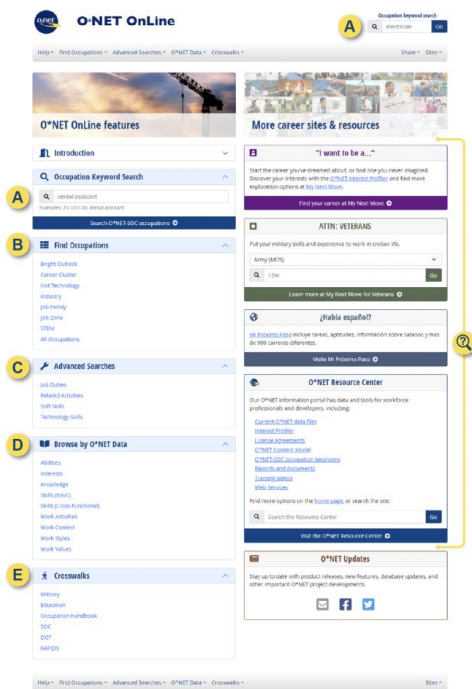 o·net
O*NET OnLine
Occupation keyword search
A
electrician
Go
Help
Find Occupations
Advanced Searches
O*NET Data
Crosswalks
Share
Sites
O*NET OnLine features
Introduction
Occupation Keyword Search
A
dental assistant
Examples: 25-1011.00, dental assistant
Search O*NET-SOC occupations
B
Find Occupations
Bright Outlook
Career Cluster
Hot Technology
Industry
Job Family
Job Zone
STEM
All Occupations
C
Advanced Searches
Job Duties
Related Activities
Soft Skills
Technology Skills
D
Browse by O*NET Data
Abilities
Interests
Knowledge
Skills (Basic)
Skills (Cross-Functional)
Work Activities
Work Context
Work Styles
Work Values
E
Crosswalks
Military
Education
Occupation Handbook
SOC
DOT
RAPIDS
More career sites & resources
"I want to be a..."
Start the career you've dreamed about, or find one you never imagined.
Discover your interests with the O*NET Interest Profiler and find more
exploration options at My Next Move.
Find your career at My Next Move
ATTN: VETERANS
Put your military skills and experience to work in civilian life.
Army (MOS)
15W
Go
Learn more at My Next Move for Veterans
¿Habla español?
Mi Próximo Paso incluye tareas, aptitudes, información sobre salarios y más
de 900 carreras diferentes.
Visite Mi Próximo Paso
?
O*NET Resource Center
Our O*NET information portal has data and tools for workforce
professionals and developers, including:
Current O*NET data files
Interest Profiler
License agreements
O*NET Content Model
O*NET-SOC occupation taxonomy
Reports and documents
Training videos
Web Services
Find more options on the home page, or search the site:
Search the Resource Center
Go
Visit the O*NET Resource Center
O*NET Updates
Stay up to date with product releases, new features, database updates, and
other important O*NET project developments.
Help
Find Occupations
Advanced Searches
O*NET Data
Crosswalks
Sites